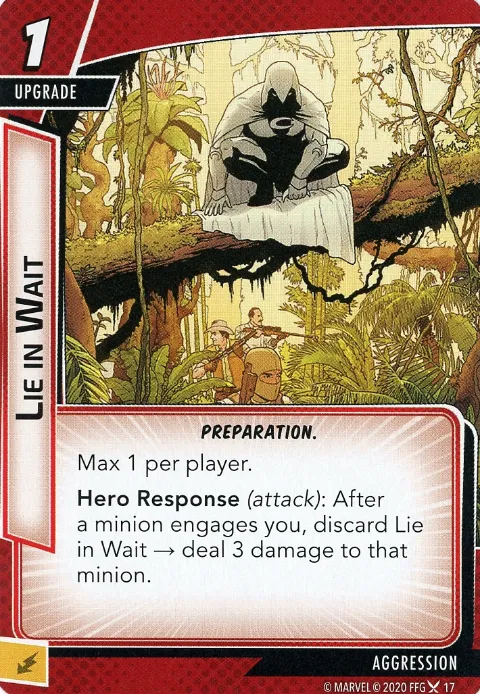 1
UPGRADE
LIE IN WAIT
PREPARATION.
Max 1 per player.
Hero Response (attack): After
a minion engages you, discard Lie
in Wait → deal 3 damage to that
minion.
AGGRESSION
© MARVEL © 2020 FFG 17